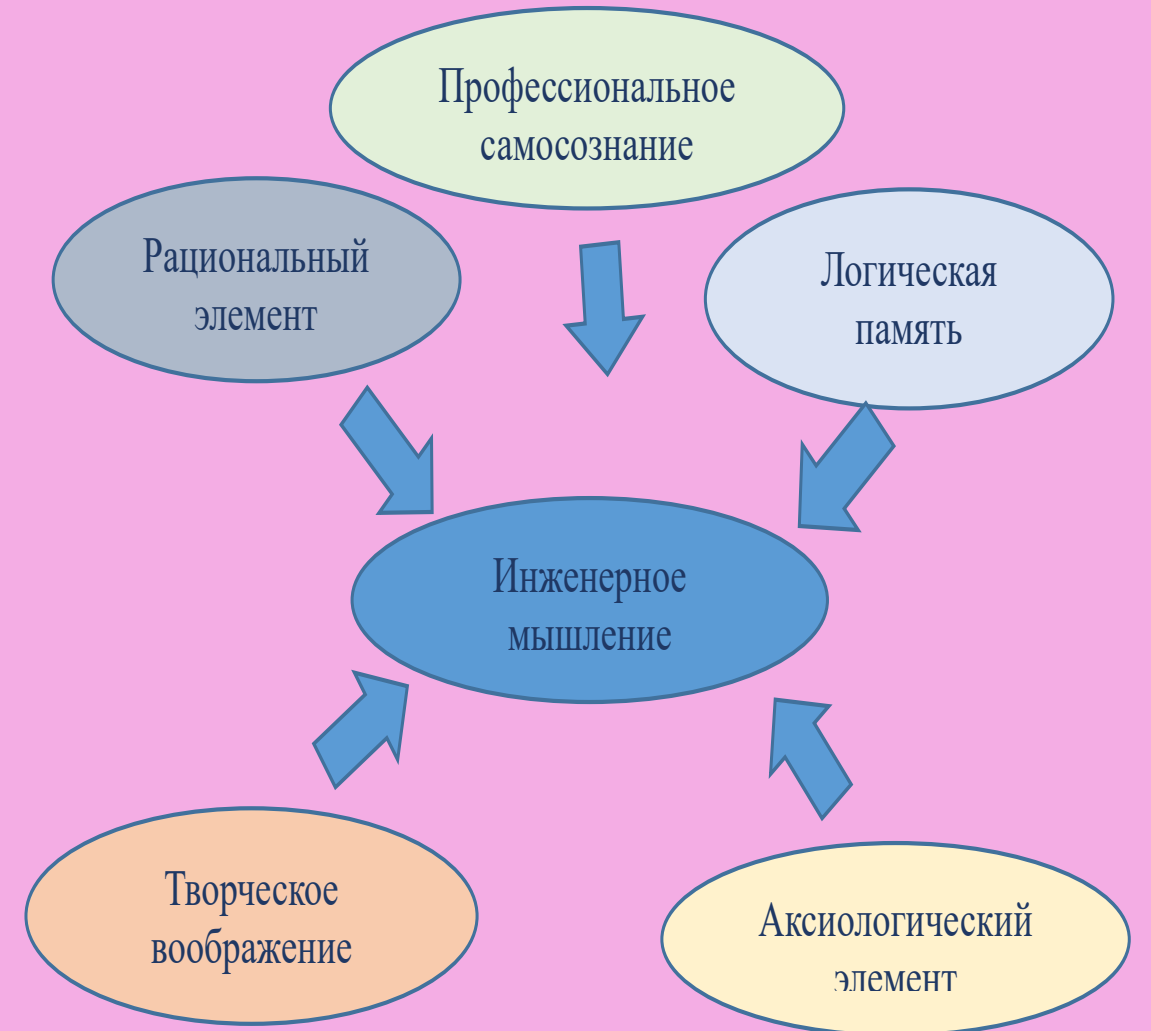 Профессиональное
самосознание
Рациональный
элемент
Логическая
память
Инженерное
мышление
Творческое
воображение
Аксиологический
элемент